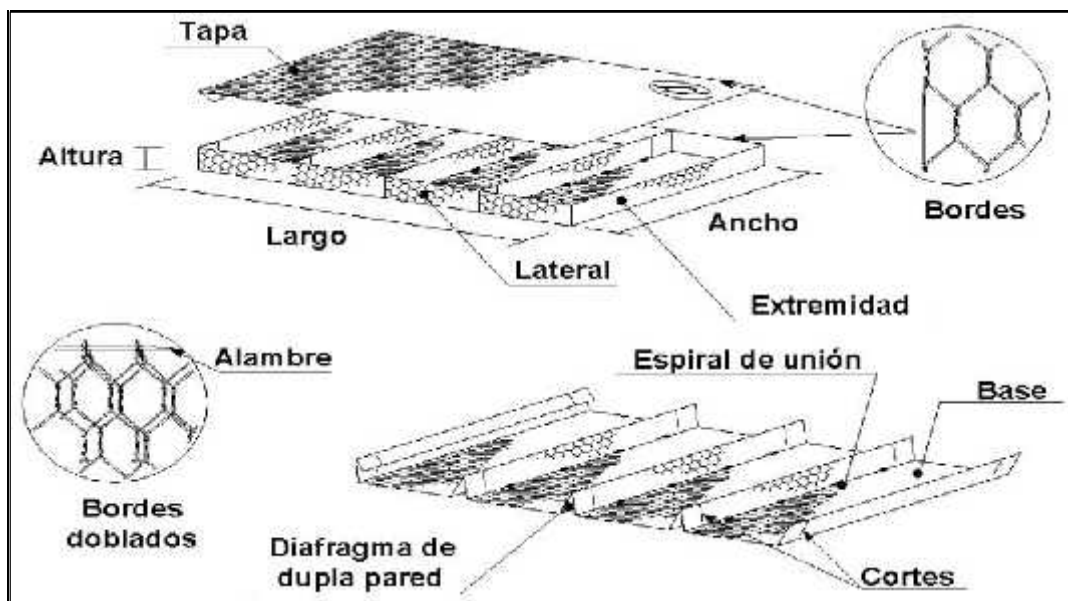 Tapa
Altura
Largo
Ancho
Bordes
Lateral
Extremidad
Alambre
Espiral de unión
Base
Bordes
doblados
Diafragma de
dupla pared
Cortes